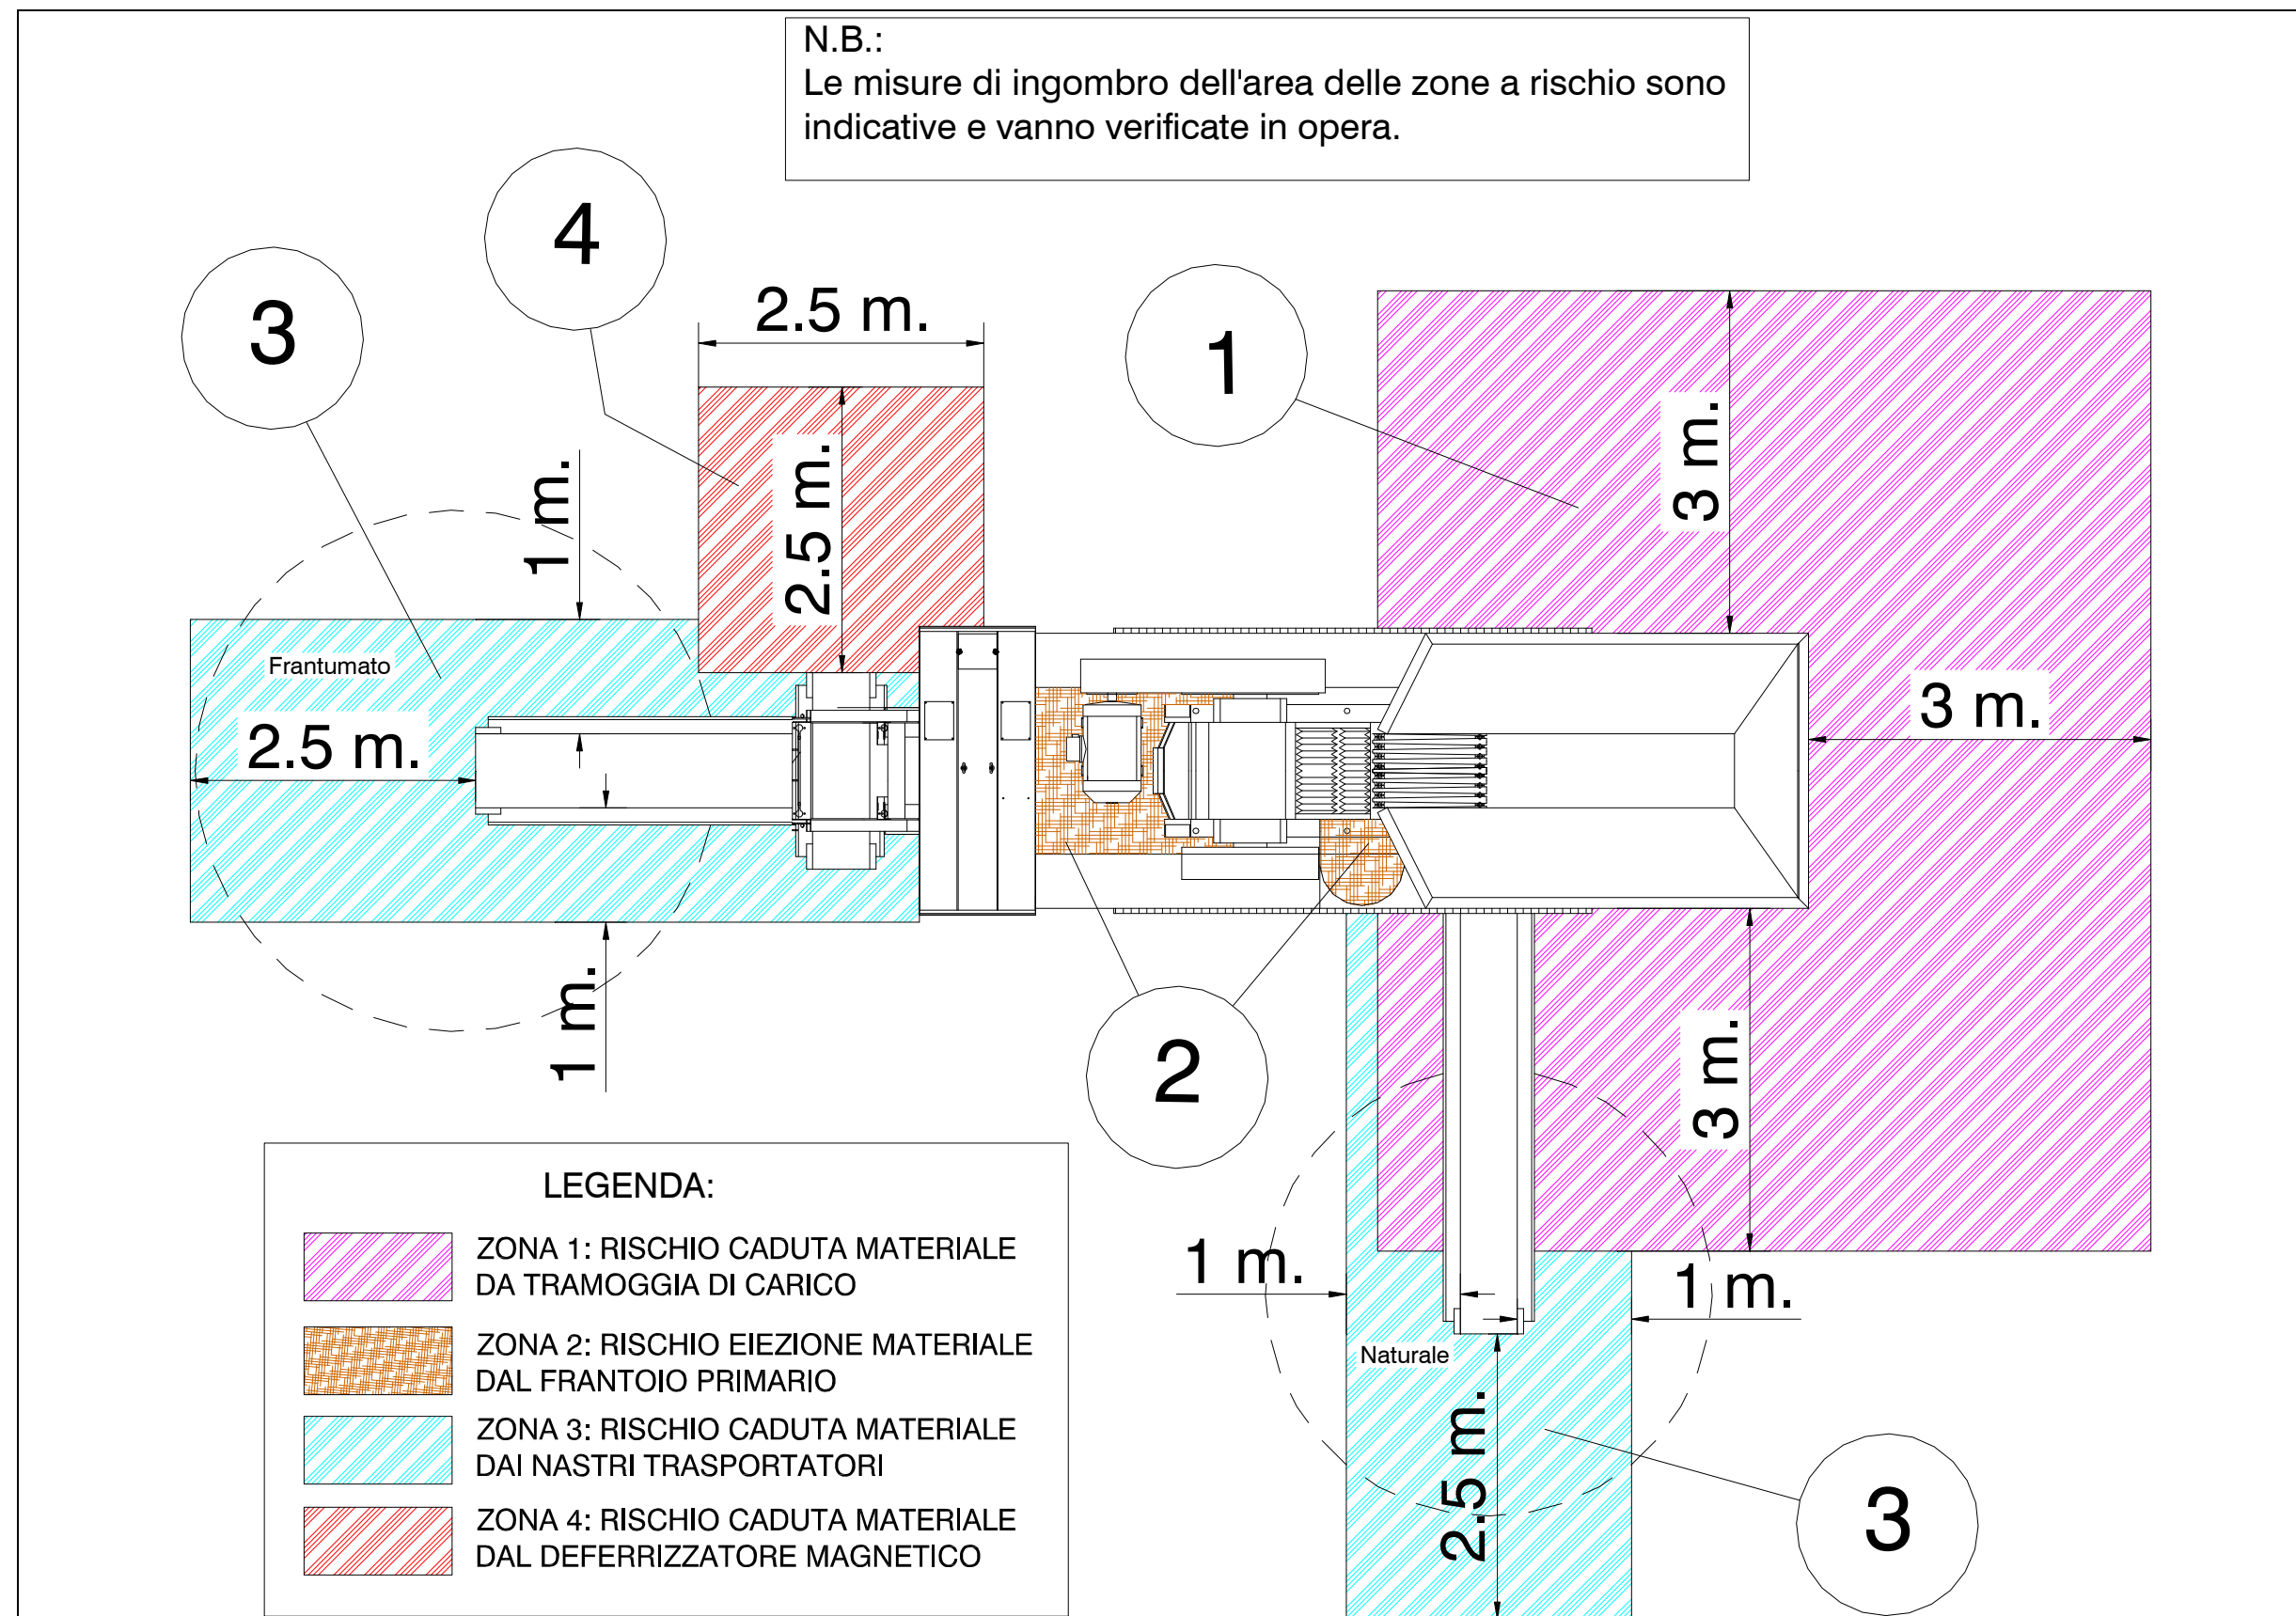 N.B.:
Le misure di ingombro dell'area delle zone a rischio sono
indicative e vanno verificate in opera.
4
3
2.5 m.
1
3 m.
1 m.
2.5 m.
Frantumato
2.5 m.
3 m.
1 m.
2
3 m.
1 m.
1 m.
Naturale
2.5 m.
3
LEGENDA:
ZONA 1: RISCHIO CADUTA MATERIALE
DA TRAMOGGIA DI CARICO
ZONA 2: RISCHIO EIEZIONE MATERIALE
DAL FRANTOIO PRIMARIO
ZONA 3: RISCHIO CADUTA MATERIALE
DAI NASTRI TRASPORTATORI
ZONA 4: RISCHIO CADUTA MATERIALE
DAL DEFERRIZZATORE MAGNETICO